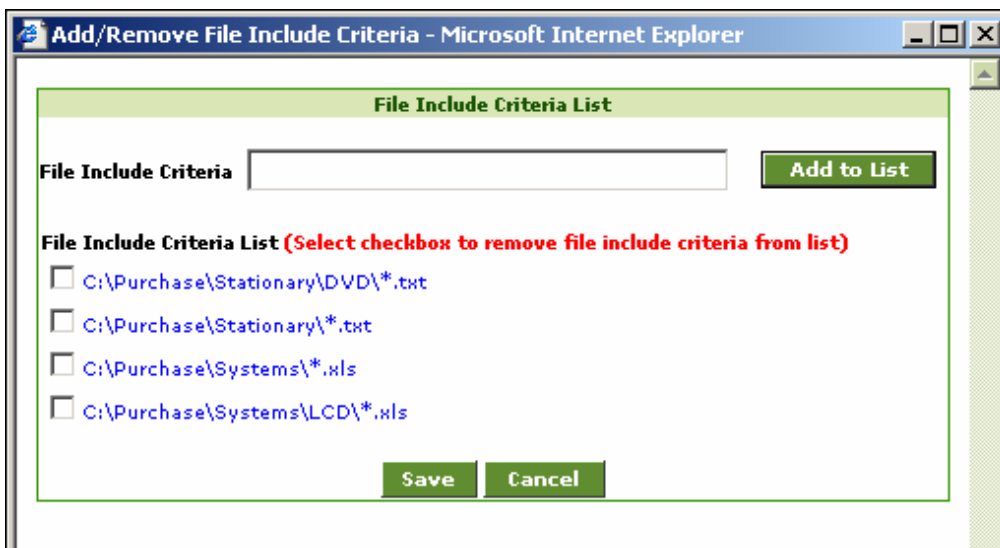 Add/Remove File Include Criteria - Microsoft Internet Explorer
File Include Criteria List
File Include Criteria
Add to List
File Include Criteria List (Select checkbox to remove file include criteria from list)
C:\Purchase\Stationary\DVD\*.txt
C:\Purchase\Stationary\*.txt
C:\Purchase\Systems\*.xls
C:\Purchase\Systems\LCD\*.xls
Save Cancel